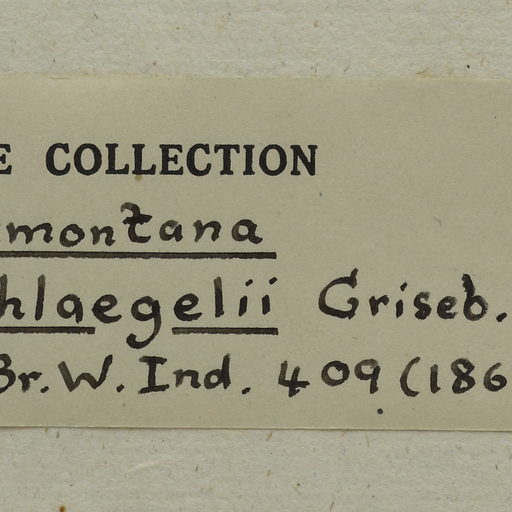 E COLLECTION
montana
hlaegelii Griseb.
Br. W. Ind. 409 (186